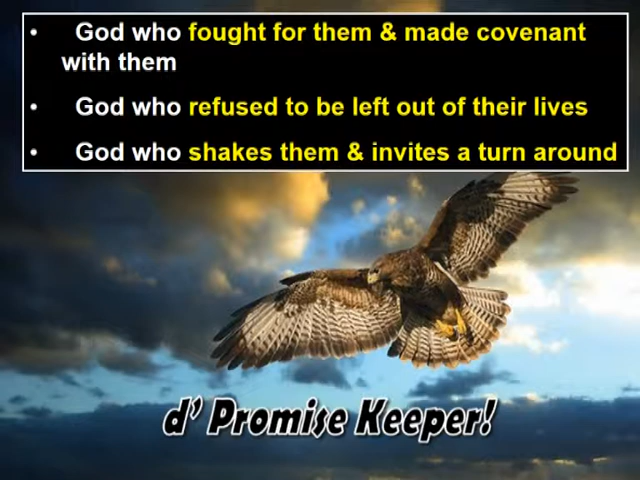 • God who fought for them & made covenant
with them
• God who refused to be left out of their lives
• God who shakes them & invites a turn around
d' Promise Keeper!